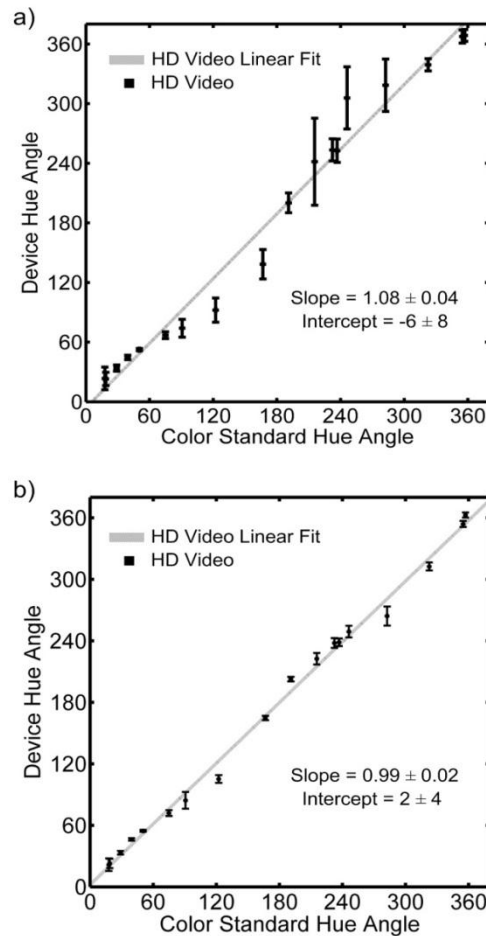 a)
360
300
240
180
120
60
0
Device Hue Angle
HD Video Linear Fit
HD Video
Slope = 1.08 ± 0.04
Intercept = -6 ± 8
0 60 120 180 240 300 360
Color Standard Hue Angle
b)
360
300
240
180
120
60
0
Device Hue Angle
HD Video Linear Fit
HD Video
Slope = 0.99 ± 0.02
Intercept = 2 ± 4
0 60 120 180 240 300 360
Color Standard Hue Angle